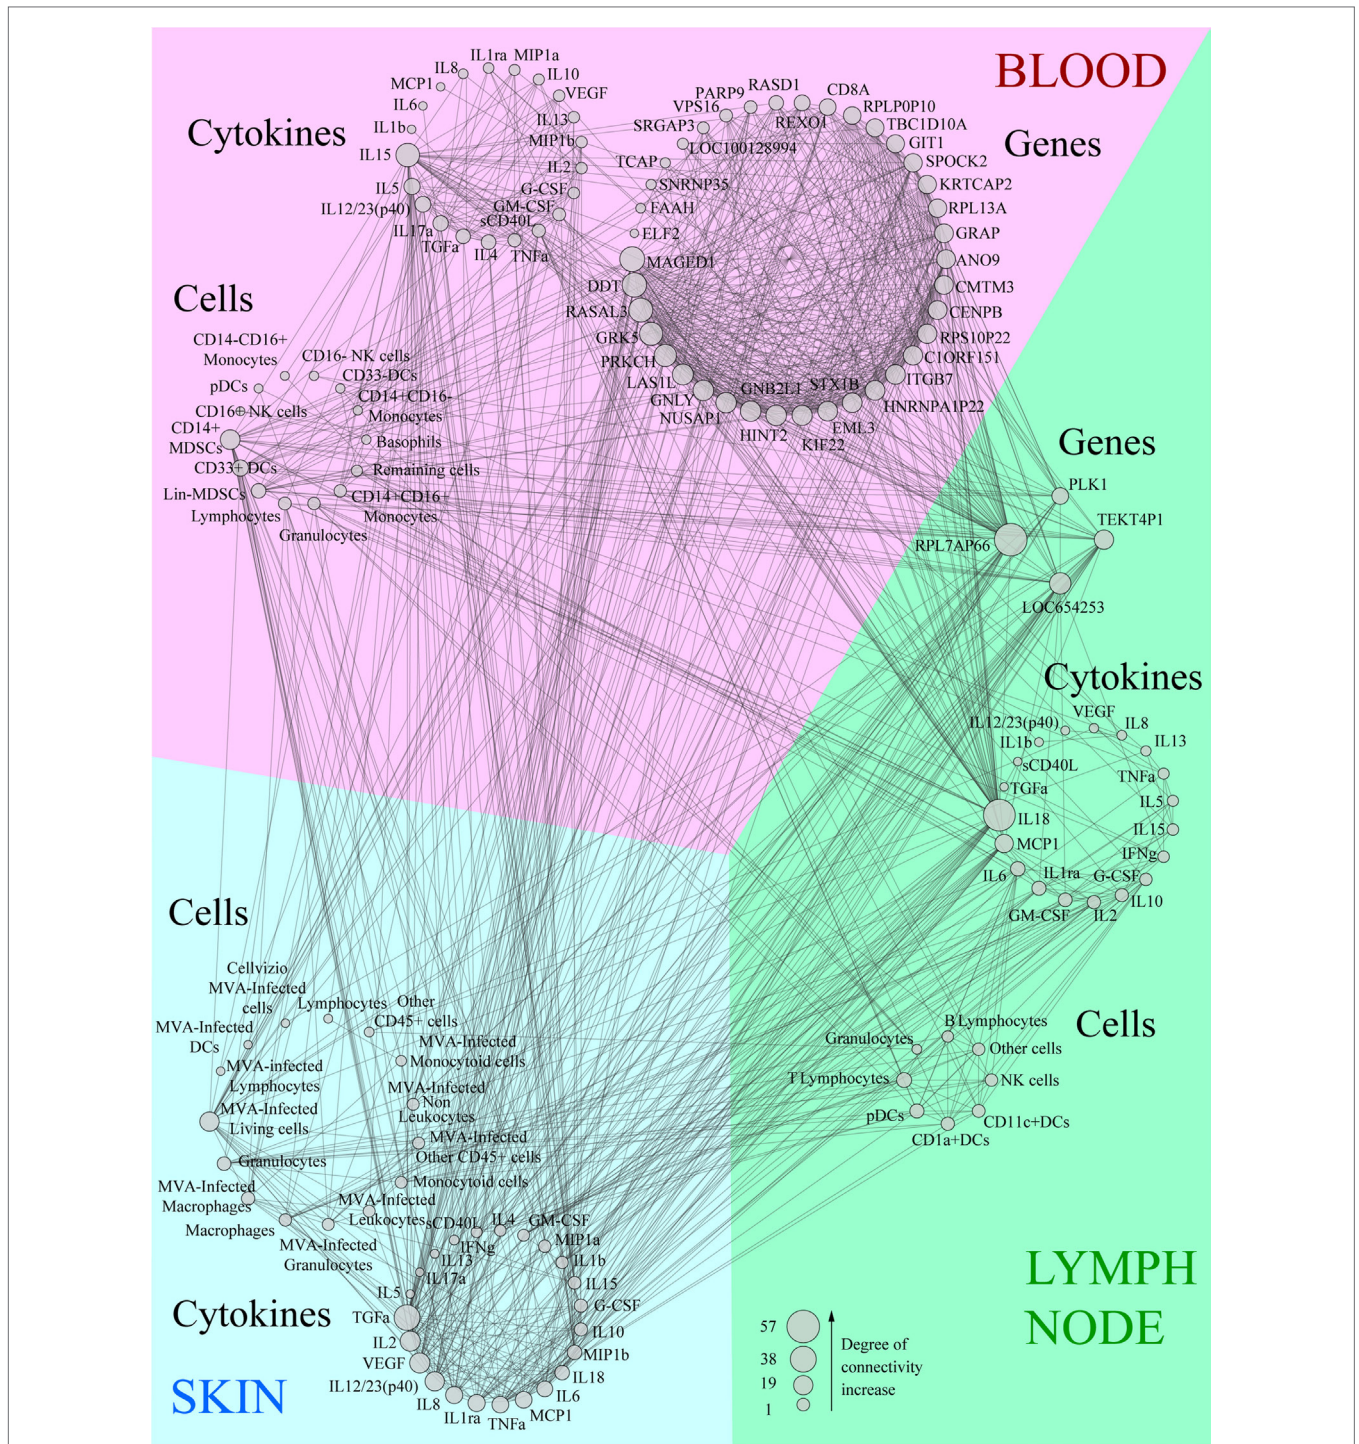 BLOOD
Cytokines
IL1ra
MIP1a
IL8
IL10
MCP1
VEGF
IL6
IL13
IL1b
MIP1b
IL15
IL2
IL5
G-CSF
IL12/23(p40)
GM-CSF
IL17a
sCD40L
TGFa
IL4
TNFa
Genes
RASD1
PARP9
CD8A
VPS16
REXO1
RPLP0P10
SRGAP3
TBC1D10A
LOC100128994
GIT1
TCAP
SPOCK2
SNRNP35
KRTCAP2
FAAH
RPL13A
ELF2
GRAP
MAGED1
ANO9
DDT
CMTM3
RASAL3
CENPB
GRK5
RPS10P22
PRKCH
C1ORF151
LAS1L
ITGB7
GNLY
GNB2L1
STX1B
HNRNPA1P22
NUSAP1
HINT2
EML3
KIF22
Cells
CD14-CD16+
Monocytes
CD16- NK cells
pDCs
CD33-DCs
CD14+CD16-
Monocytes
CD16+ NK cells
CD14+
MDSCs
Basophils
CD33+ DCs
Remaining cells
Lin-MDSCs
CD14+CD16+
Monocytes
Lymphocytes
Granulocytes
Genes
PLK1
TEKT4P1
RPL7AP66
LOC654253
Cytokines
VEGF
IL12/23(p40)
IL8
IL1b
IL13
sCD40L
TNFa
TGFa
IL5
IL18
IL15
MCP1
IFNg
IL6
IL1ra
G-CSF
GM-CSF
IL2
IL10
Cells
B Lymphocytes
Granulocytes
Other cells
T Lymphocytes
NK cells
pDCs
CD11c+DCs
CD1a+DCs
LYMPH
NODE
Cells
Cellvizio
MVA-Infected
cells
Lymphocytes
Other
CD45+ cells
MVA-Infected
DCs
MVA-Infected
Monocytoid cells
MVA-infected
Lymphocytes
MVA-Infected
Non
Leukocytes
MVA-Infected
Living cells
MVA-Infected
Other CD45+ cells
Granulocytes
Monocytoid cells
MVA-Infected
Macrophages
MVA-Infected
Leukocytes
Macrophages
MVA-Infected
Granulocytes
Cytokines
sCD40L
IL4
GM-CSF
IFNg
MIP1a
IL13
IL1b
IL17a
IL15
IL5
G-CSF
TGFa
IL10
IL2
MIP1b
VEGF
IL18
IL12/23(p40)
IL6
IL8
MCP1
IL1ra
TNFa
SKIN
57
38
19
1
Degree of
connectivity
increase